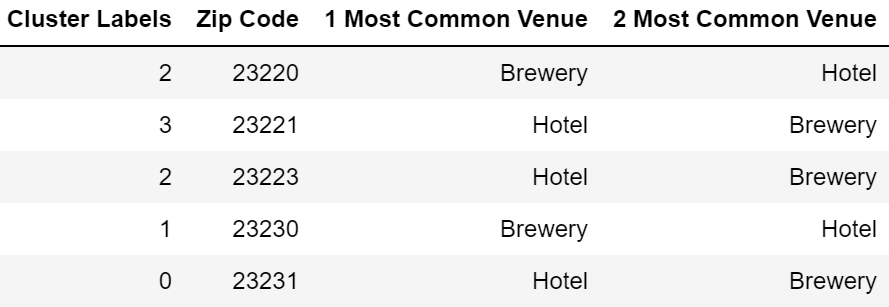 Cluster Labels Zip Code 1 Most Common Venue 2 Most Common Venue
2 23220 Brewery Hotel
3 23221 Hotel Brewery
2 23223 Hotel Brewery
1 23230 Brewery Hotel
0 23231 Hotel Brewery